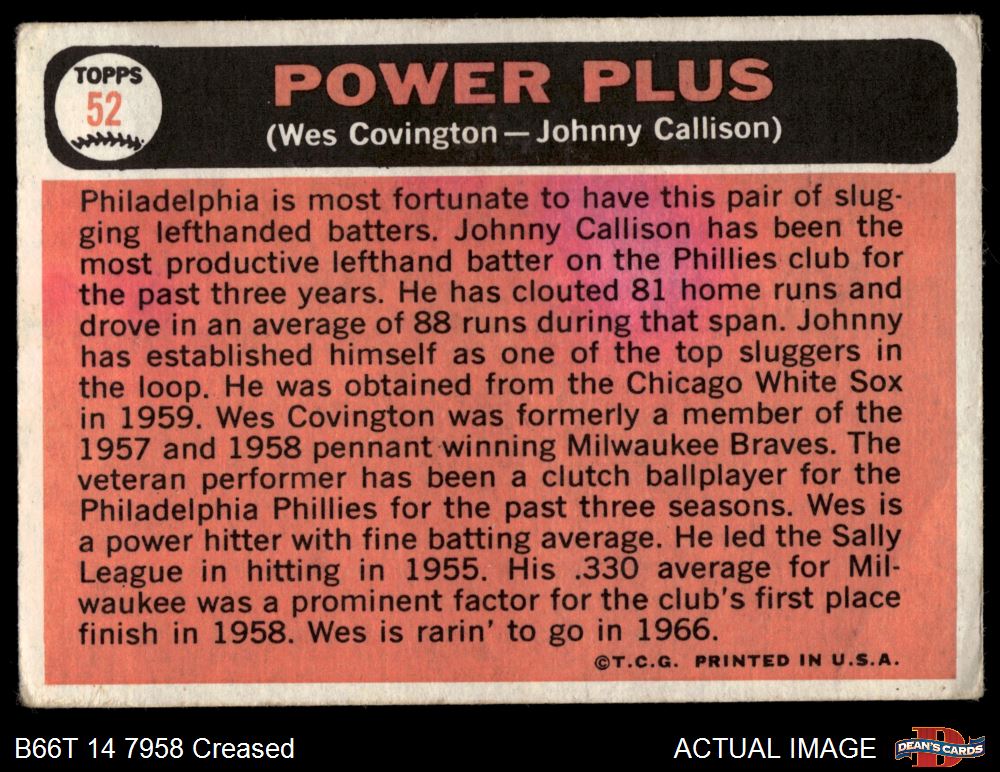 TOPPS
52
POWER PLUS
(Wes Covington — Johnny Callison)
Philadelphia is most fortunate to have this pair of slug-
ging lefthanded batters. Johnny Callison has been the
most productive lefthand batter on the Phillies club for
the past three years. He has clouted 81 home runs and
drove in an average of 88 runs during that span. Johnny
has established himself as one of the top sluggers in
the loop. He was obtained from the Chicago White Sox
in 1959. Wes Covington was formerly a member of the
1957 and 1958 pennant winning Milwaukee Braves. The
veteran performer has been a clutch ballplayer for the
Philadelphia Phillies for the past three seasons. Wes is
a power hitter with fine batting average. He led the Sally
League in hitting in 1955. His .330 average for Mil-
waukee was a prominent factor for the club's first place
finish in 1958. Wes is rarin' to go in 1966.
©T.C.G. PRINTED IN U.S.A.
B66T 14 7958 Creased
ACTUAL IMAGE
D
DEAN'S CARDS